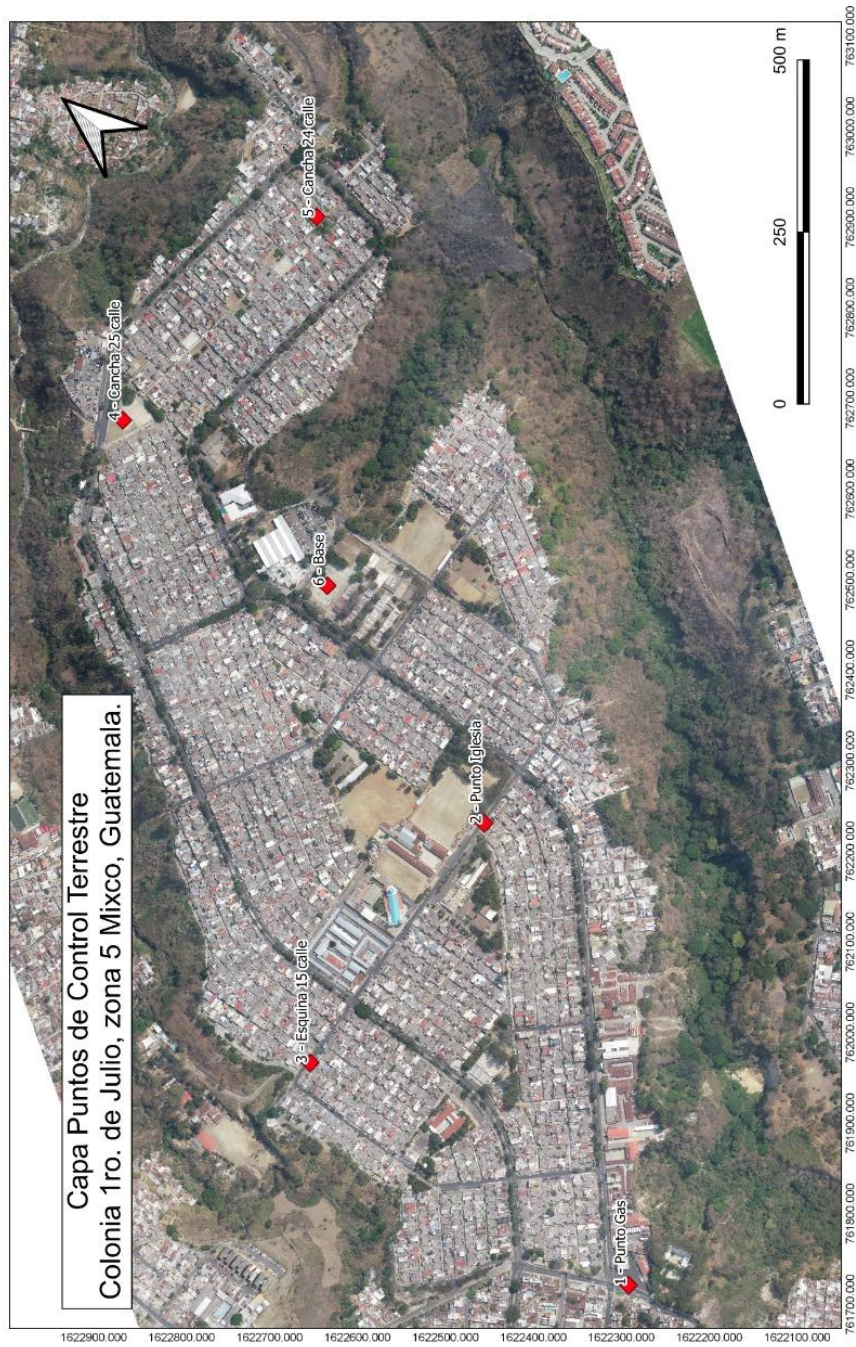 Capa Puntos de Control Terrestre
Colonia 1ro. de Julio, zona 5 Mixco, Guatemala.
1 - Punto Gas
2 - Punto Iglesia
3 - Esquina 15 calle
4 - Cancha 25 calle
5 - Cancha 24 calle
6 - Base
0
250
500 m
761700.000
761800.000
761900.000
762000.000
762100.000
762200.000
762300.000
762400.000
762500.000
762600.000
762700.000
762800.000
762900.000
763000.000
763100.000
1622900.000
1622800.000
1622700.000
1622600.000
1622500.000
1622400.000
1622300.000
1622200.000
1622100.000